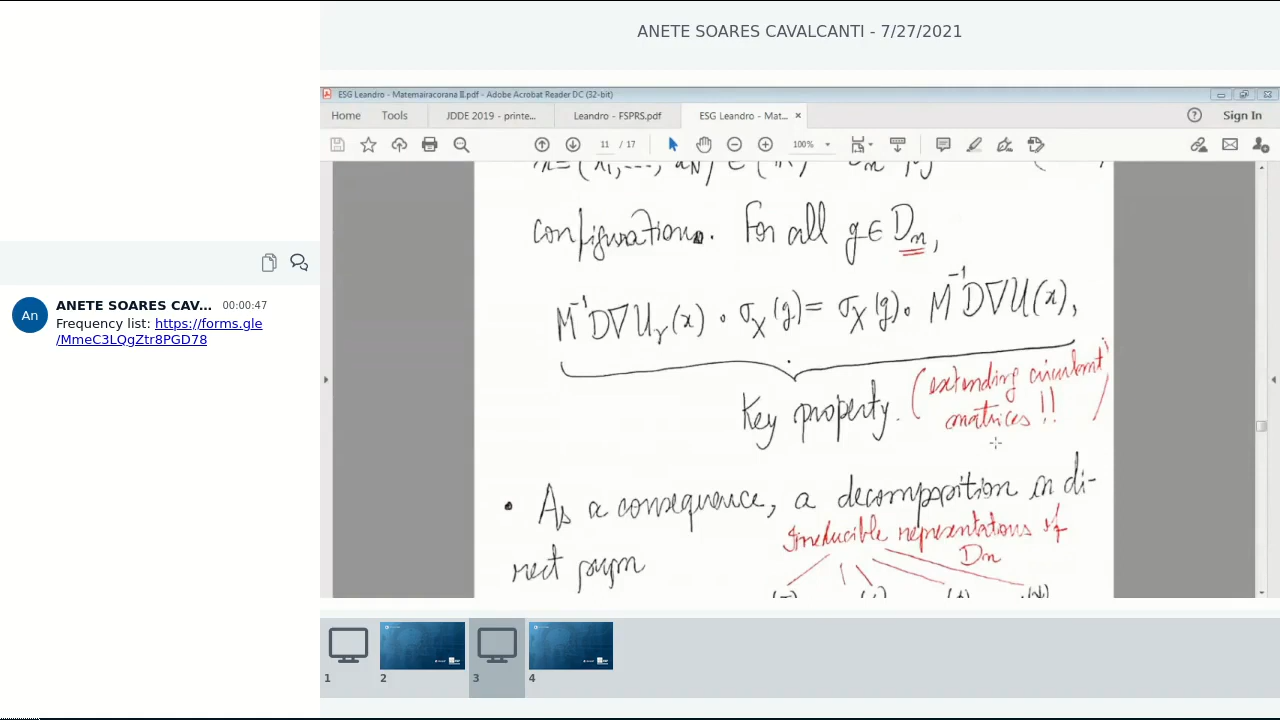 ANETE SOARES CAVALCANTI - 7/27/2021
ESG Leandro - Matemairacorana II.pdf - Adobe Acrobat Reader DC (32-bit)
Home Tools JDDE 2019 - printe... Leandro - FSPRS.pdf ESG Leandro - Mat... × Sign In
11 / 17 100%
configurations. For all g ∈ Dₙ,
M⁻¹D∇Uᵧ(x) ∘ σχ(g) = σχ(g) ∘ M⁻¹D∇U(x),
Key property. (extending circulant
matrices !!)
• As a consequence, a decomposition in di-
Irreducible representations of
Dn
rect sum
An ANETE SOARES CAV... 00:00:47
Frequency list: https://forms.gle
/MmeC3LQgZtr8PGD78
1 2 3 4